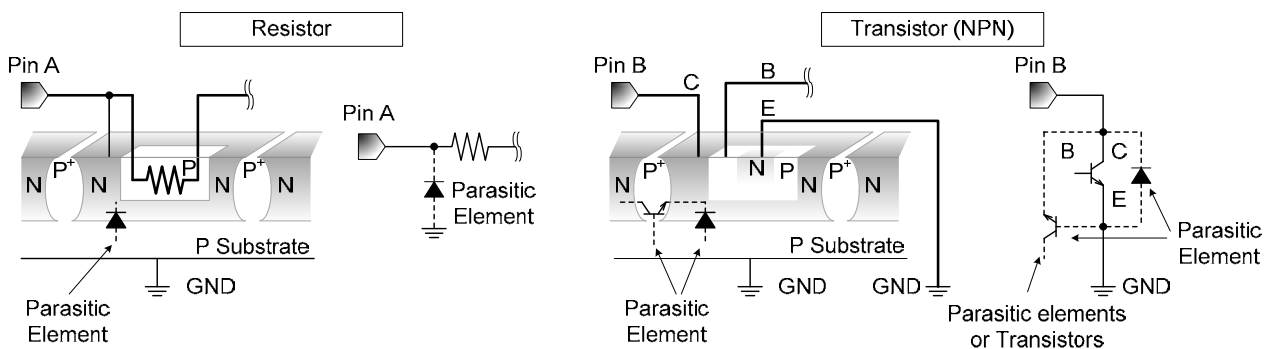 Resistor
Transistor (NPN)
Pin A
N
P+
N
P
N
P+
N
Parasitic
Element
P Substrate
GND
Pin A
Parasitic
Element
Pin B
C
B
E
N
P+
N
N
P
N
P+
N
P Substrate
Parasitic
Element
GND
GND
Pin B
B
C
E
Parasitic
Element
GND
Parasitic elements
or Transistors